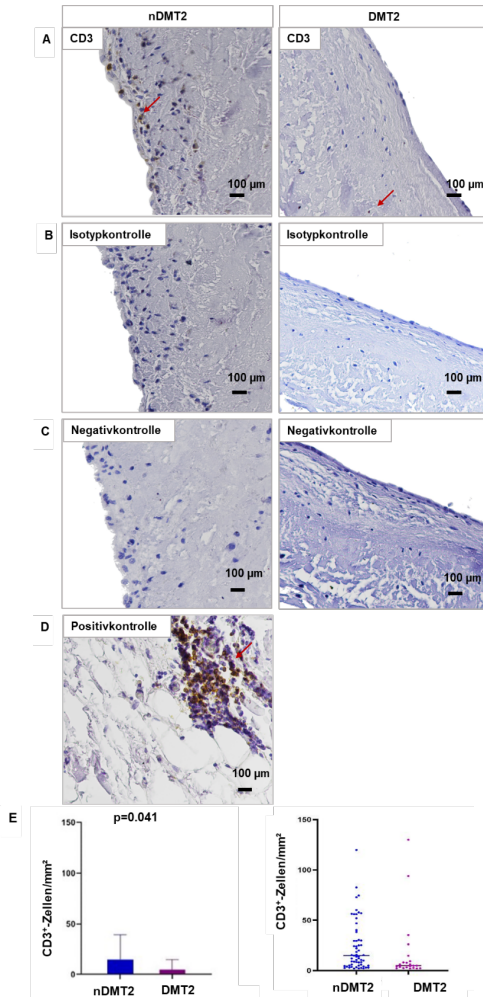 nDMT2 DMT2
A CD3 CD3
100 µm 100 µm
B Isotypkontrolle Isotypkontrolle
100 µm 100 µm
C Negativkontrolle Negativkontrolle
100 µm 100 µm
D Positivkontrolle
100 µm
E
p=0.041
CD3⁺-Zellen/mm²
150
100
50
0
nDMT2 DMT2
CD3⁺-Zellen/mm²
150
100
50
0
nDMT2 DMT2